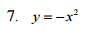 7. y=-x²